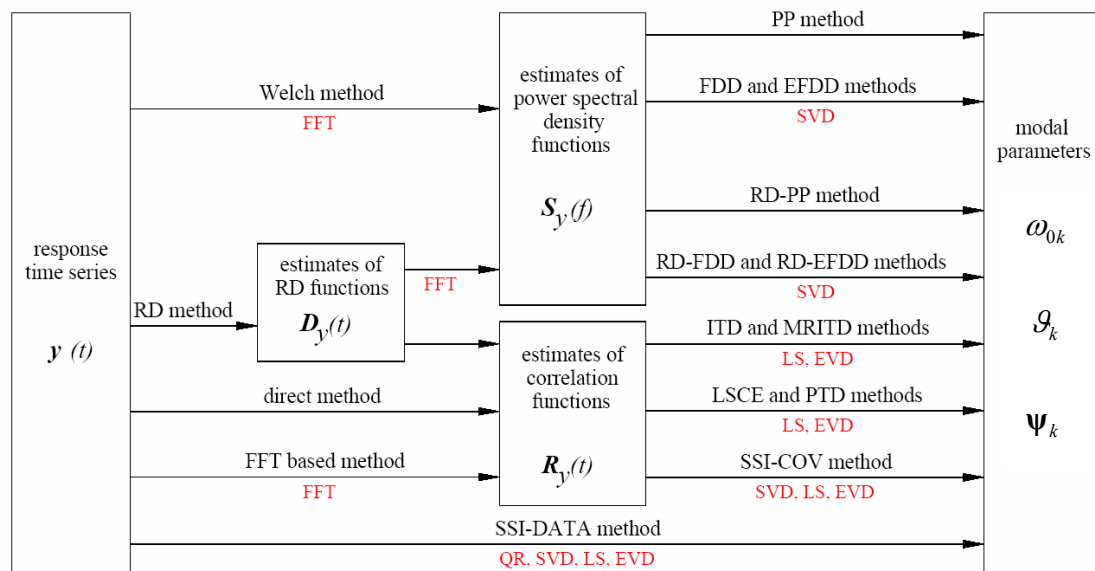 response
time series
y (t)
Welch method
FFT
RD method
estimates of
RD functions
Dy(t)
FFT
direct method
FFT based method
FFT
estimates of
power spectral
density
functions
Sy(f)
estimates of
correlation
functions
Ry(t)
PP method
FDD and EFDD methods
SVD
RD-PP method
RD-FDD and RD-EFDD methods
SVD
ITD and MRITD methods
LS, EVD
LSCE and PTD methods
LS, EVD
SSI-COV method
SVD, LS, EVD
SSI-DATA method
QR, SVD, LS, EVD
modal
parameters
ω0k
ϑk
ψk